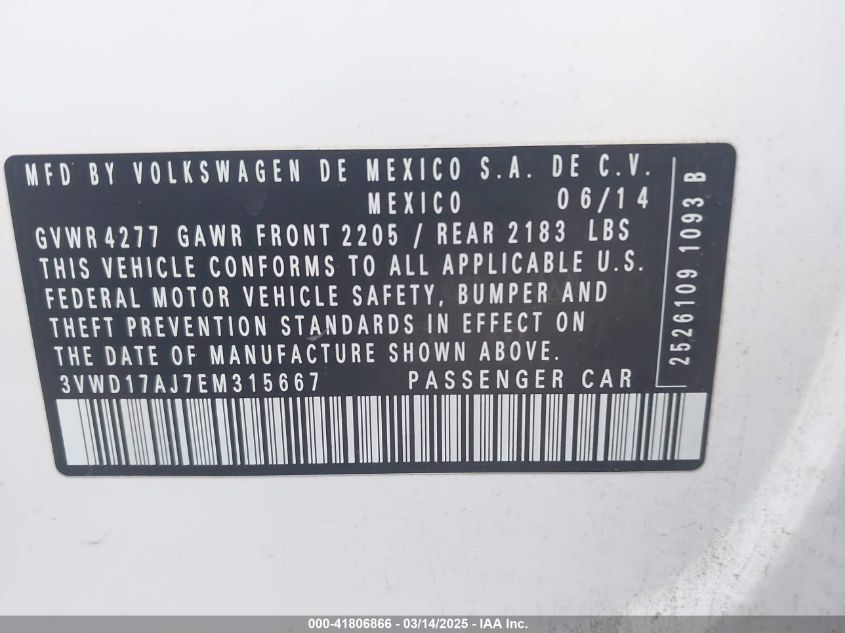 MFD BY VOLKSWAGEN DE MEXICO S.A. DE C.V.
MEXICO 06/14
GVWR 4277 GAWR FRONT 2205 / REAR 2183 LBS
THIS VEHICLE CONFORMS TO ALL APPLICABLE U.S.
FEDERAL MOTOR VEHICLE SAFETY, BUMPER AND
THEFT PREVENTION STANDARDS IN EFFECT ON
THE DATE OF MANUFACTURE SHOWN ABOVE.
3VWD17AJ7EM315667 PASSENGER CAR
2526109 1093 B
000-41806866 - 03/14/2025 - IAA Inc.